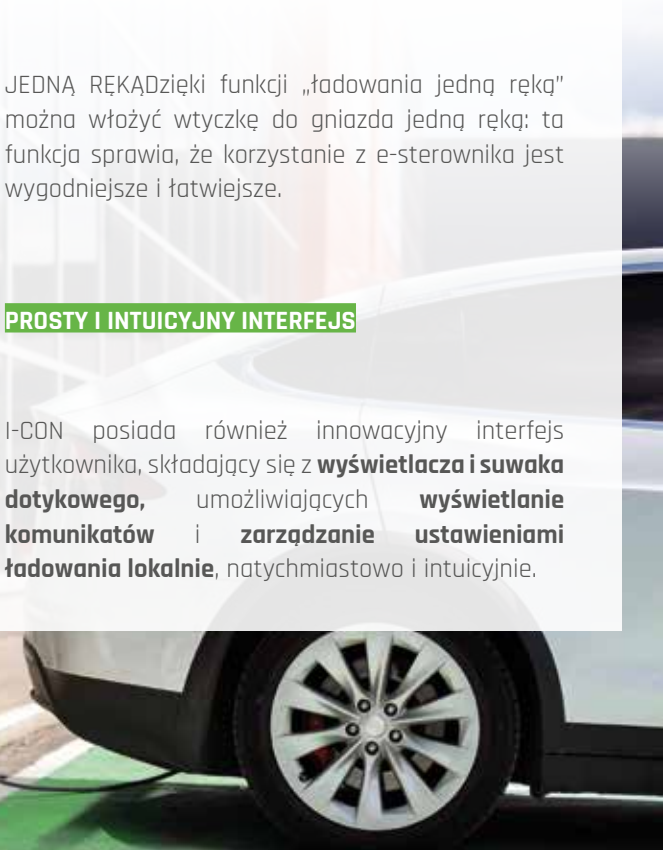 JEDNĄ RĘKĄDzięki funkcji „ładowania jedną ręką”
można włożyć wtyczkę do gniazda jedną ręką: ta
funkcja sprawia, że korzystanie z e-sterownika jest
wygodniejsze i łatwiejsze.
PROSTY I INTUICYJNY INTERFEJS
I-CON posiada również innowacyjny interfejs
użytkownika, składający się z wyświetlacza i suwaka
dotykowego, umożliwiających wyświetlanie
komunikatów i zarządzanie ustawieniami
ładowania lokalnie, natychmiastowo i intuicyjnie.